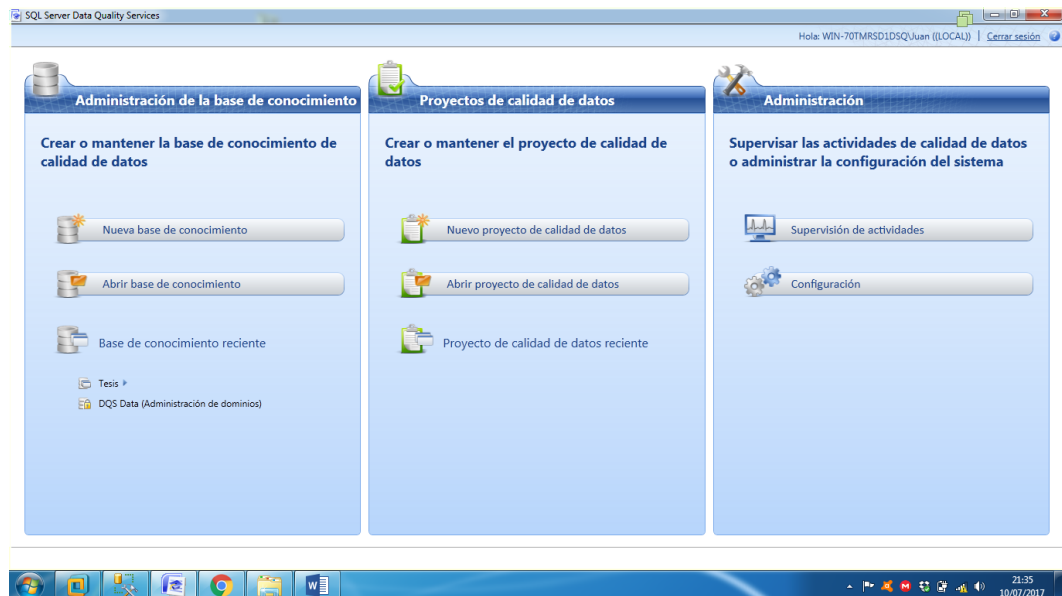 SQL Server Data Quality Services
Hola: WIN-70TMRSD1DSQ\Juan ((LOCAL)) | Cerrar sesión
Administración de la base de conocimiento
Crear o mantener la base de conocimiento de
calidad de datos
Nueva base de conocimiento
Abrir base de conocimiento
Base de conocimiento reciente
Tesis
DQS Data (Administración de dominios)
Proyectos de calidad de datos
Crear o mantener el proyecto de calidad de
datos
Nuevo proyecto de calidad de datos
Abrir proyecto de calidad de datos
Proyecto de calidad de datos reciente
Administración
Supervisar las actividades de calidad de datos
o administrar la configuración del sistema
Supervisión de actividades
Configuración
21:35
10/07/2017